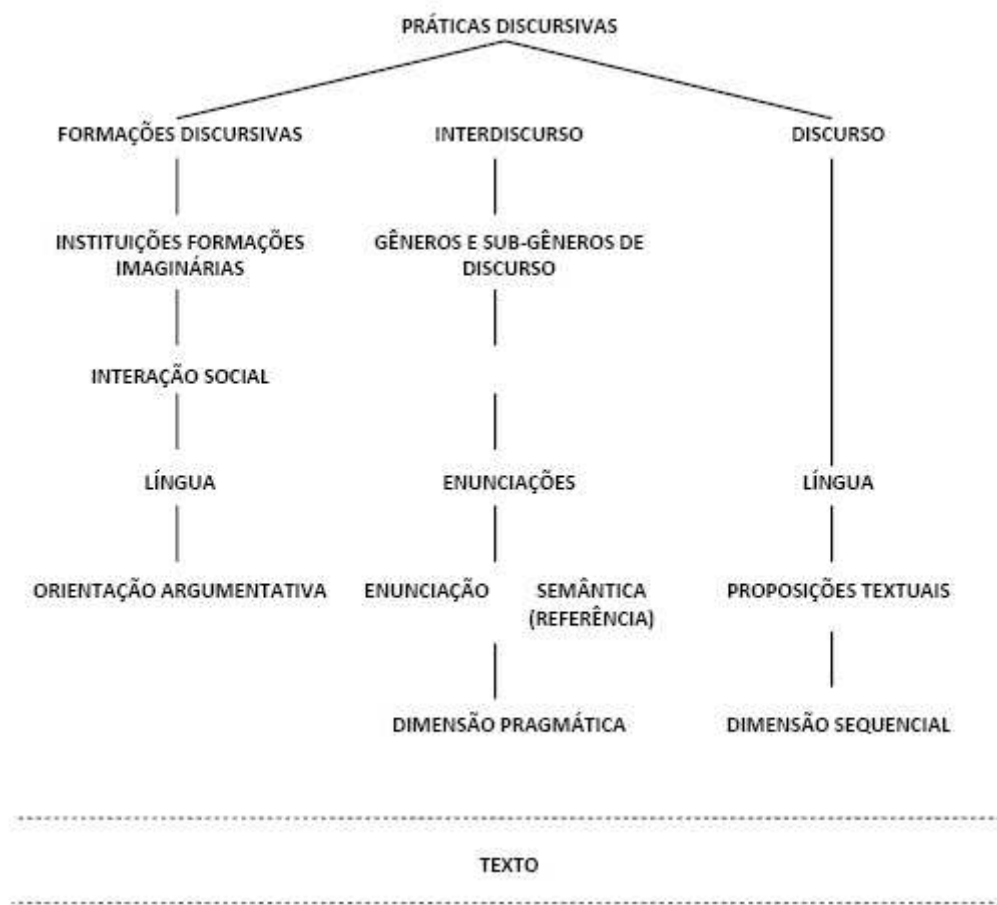 PRÁTICAS DISCURSIVAS
FORMAÇÕES DISCURSIVAS
INTERDISCURSO
DISCURSO
INSTITUIÇÕES FORMAÇÕES
IMAGINÁRIAS
GÊNEROS E SUB-GÊNEROS DE
DISCURSO
INTERAÇÃO SOCIAL
LÍNGUA
ENUNCIAÇÕES
LÍNGUA
ORIENTAÇÃO ARGUMENTATIVA
ENUNCIAÇÃO
SEMÂNTICA
(REFERÊNCIA)
PROPOSIÇÕES TEXTUAIS
DIMENSÃO PRAGMÁTICA
DIMENSÃO SEQUENCIAL
TEXTO